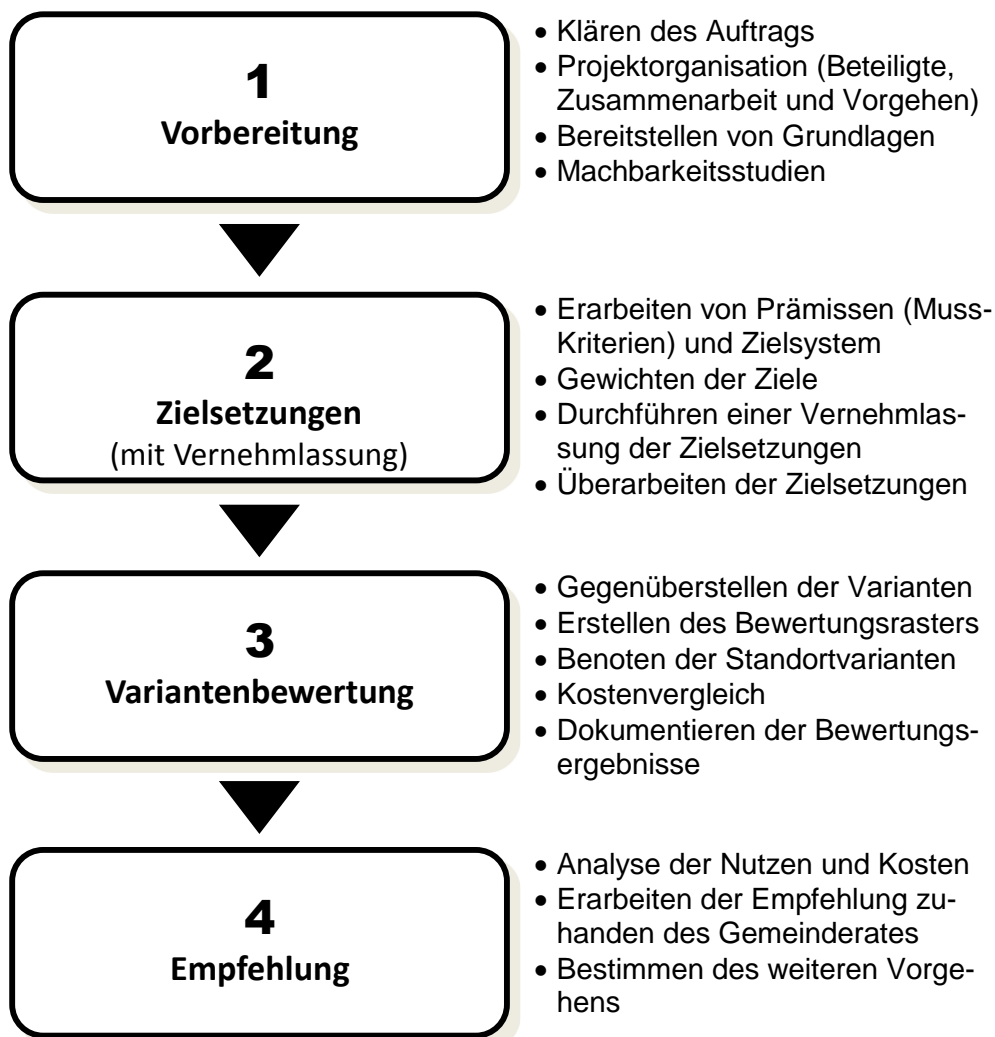 1
Vorbereitung
• Klären des Auftrags
• Projektorganisation (Beteiligte,
Zusammenarbeit und Vorgehen)
• Bereitstellen von Grundlagen
• Machbarkeitsstudien
2
Zielsetzungen
(mit Vernehmlassung)
• Erarbeiten von Prämissen (Muss-
Kriterien) und Zielsystem
• Gewichten der Ziele
• Durchführen einer Vernehmlas-
sung der Zielsetzungen
• Überarbeiten der Zielsetzungen
3
Variantenbewertung
• Gegenüberstellen der Varianten
• Erstellen des Bewertungsrasters
• Benoten der Standortvarianten
• Kostenvergleich
• Dokumentieren der Bewertungs-
ergebnisse
4
Empfehlung
• Analyse der Nutzen und Kosten
• Erarbeiten der Empfehlung zu-
handen des Gemeinderates
• Bestimmen des weiteren Vorge-
hens